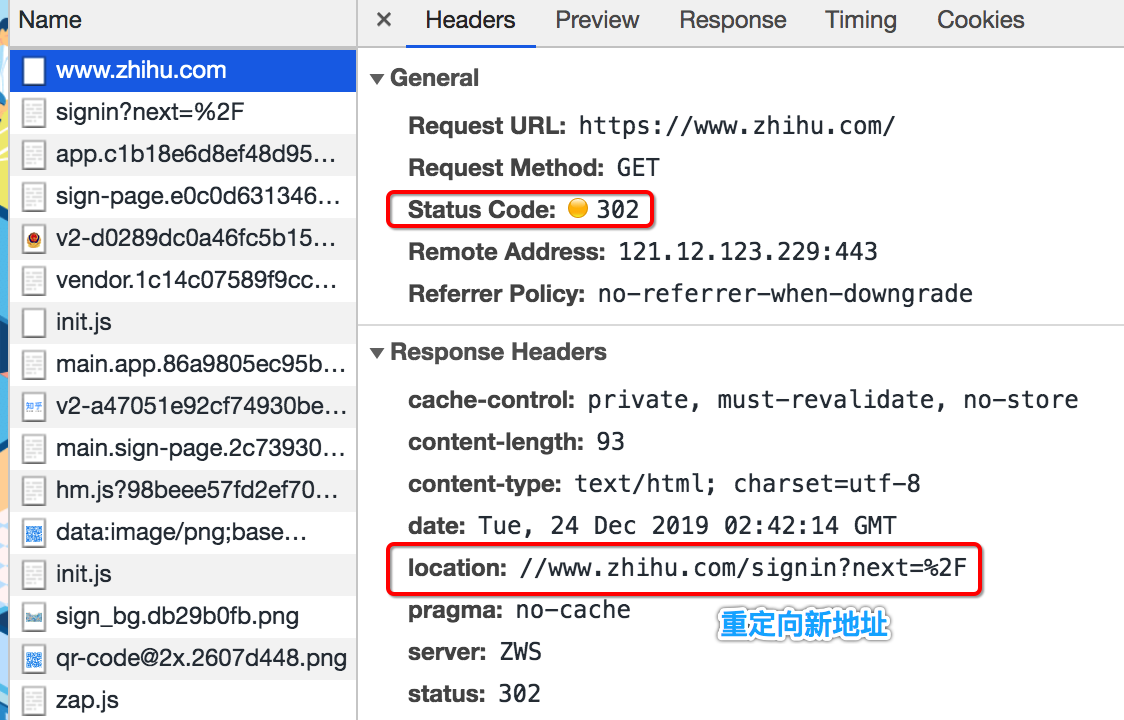 Name
www.zhihu.com
signin?next=%2F
app.c1b18e6d8ef48d95...
sign-page.e0c0d631346...
v2-d0289dc0a46fc5b15...
vendor.1c14c07589f9cc...
init.js
main.app.86a9805ec95b...
知乎
v2-a47051e92cf74930be...
main.sign-page.2c73930...
hm.js?98beee57fd2ef70...
data:image/png;base...
init.js
sign_bg.db29b0fb.png
qr-code@2x.2607d448.png
zap.js
× Headers Preview Response Timing Cookies
▼ General
Request URL: https://www.zhihu.com/
Request Method: GET
Status Code: 302
Remote Address: 121.12.123.229:443
Referrer Policy: no-referrer-when-downgrade
▼ Response Headers
cache-control: private, must-revalidate, no-store
content-length: 93
content-type: text/html; charset=utf-8
date: Tue, 24 Dec 2019 02:42:14 GMT
location: //www.zhihu.com/signin?next=%2F
pragma: no-cache
重定向新地址
server: ZWS
status: 302